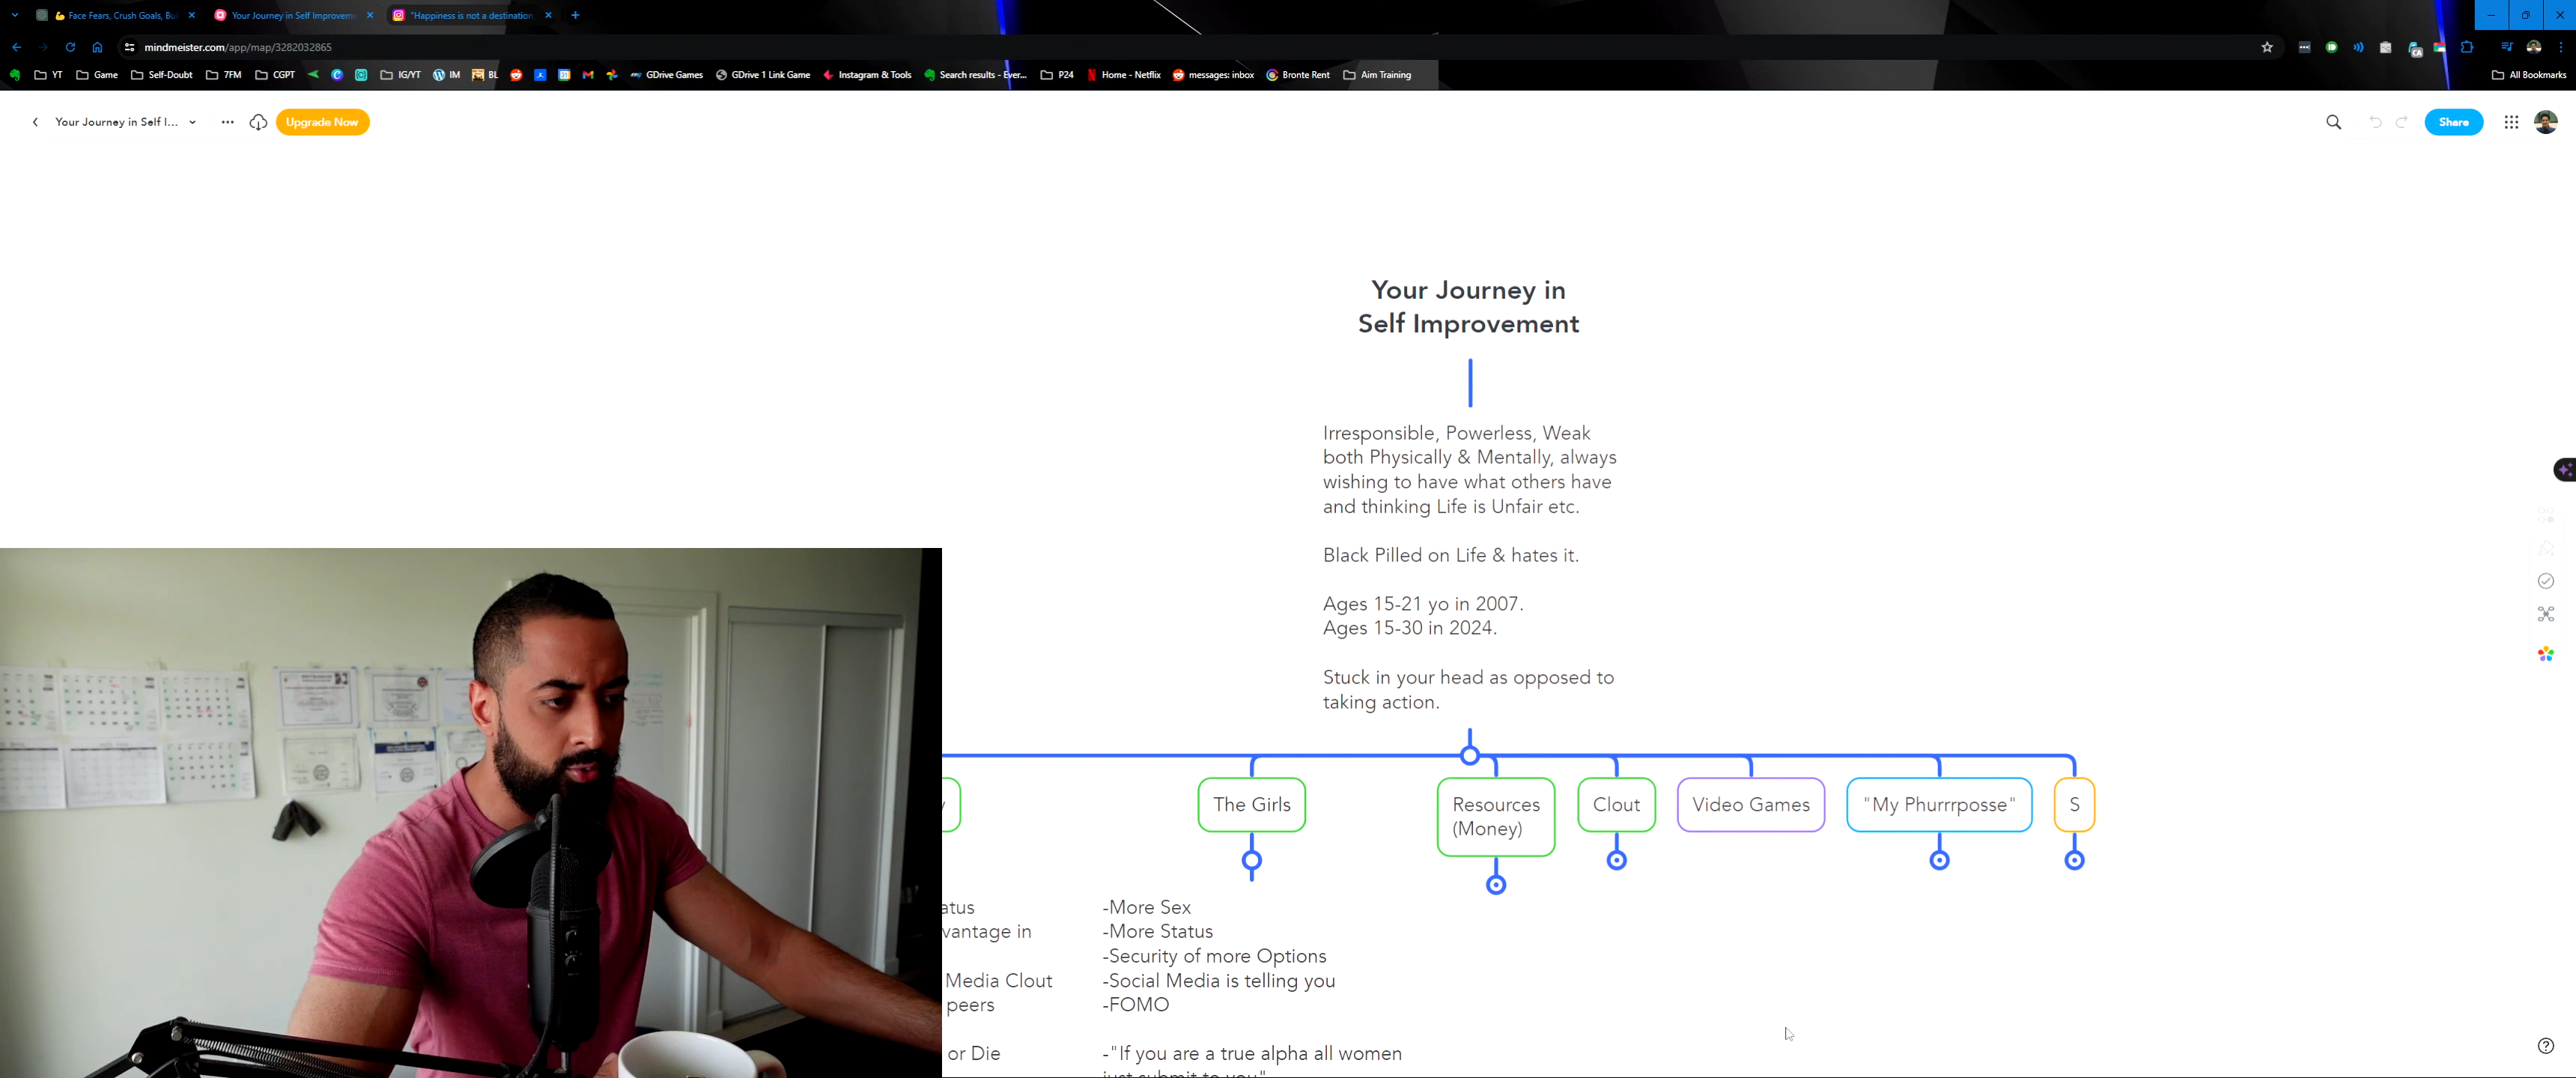 💪 Face Fears, Crush Goals, Bu
Your Journey in Self Improveme
"Happiness is not a destination
mindmeister.com/app/map/3282032865
YT
Game
Self-Doubt
7FM
CGPT
IG/YT
IM
BL
GDrive Games
GDrive 1 Link Game
Instagram & Tools
Search results - Ever...
P24
Home - Netflix
messages: inbox
Bronte Rent
Aim Training
All Bookmarks
Your Journey in Self I...
Upgrade Now
Share
Your Journey in
Self Improvement
Irresponsible, Powerless, Weak
both Physically & Mentally, always
wishing to have what others have
and thinking Life is Unfair etc.
Black Pilled on Life & hates it.
Ages 15-21 yo in 2007.
Ages 15-30 in 2024.
Stuck in your head as opposed to
taking action.
The Girls
Resources
(Money)
Clout
Video Games
"My Phurrrposse"
S
atus
vantage in
Media Clout
peers
or Die
-More Sex
-More Status
-Security of more Options
-Social Media is telling you
-FOMO
-"If you are a true alpha all women
just submit to you"